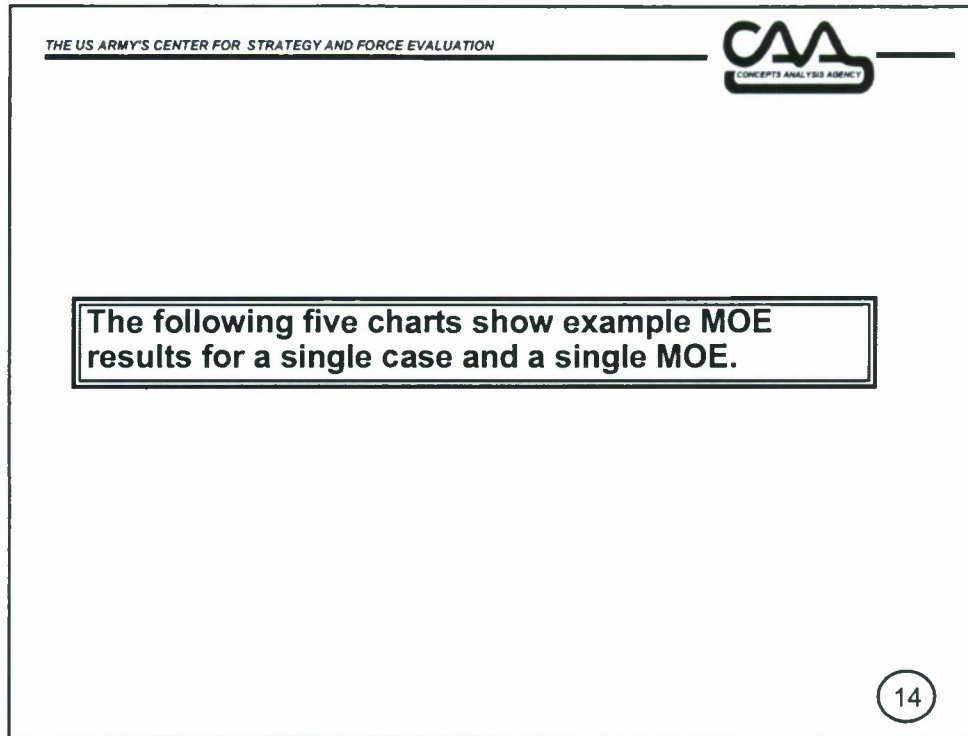 THE US ARMY'S CENTER FOR STRATEGY AND FORCE EVALUATION
CAA
CONCEPTS ANALYSIS AGENCY
The following five charts show example MOE
results for a single case and a single MOE.
14